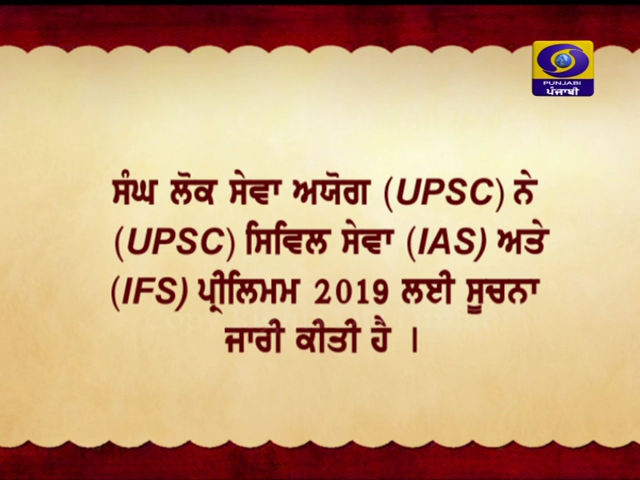 PUNJABI
ਪੰਜਾਬੀ
ਸੰਘ ਲੋਕ ਸੇਵਾ ਅਯੋਗ (UPSC) ਨੇ
(UPSC) ਸਿਵਿਲ ਸੇਵਾ (IAS) ਅਤੇ
(IFS) ਪ੍ਰੀਲਿਮਮ 2019 ਲਈ ਸੂਚਨਾ
ਜਾਰੀ ਕੀਤੀ ਹੈ ।